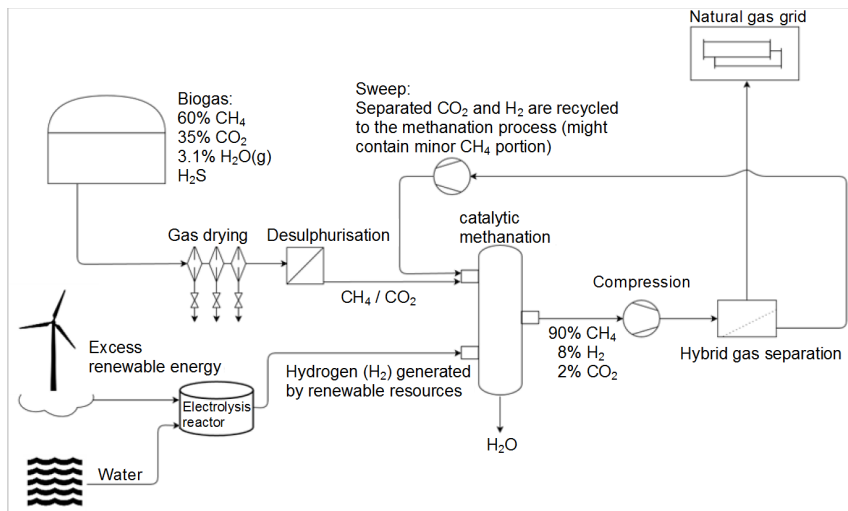 Natural gas grid
Biogas:
60% CH₄
35% CO₂
3.1% H₂O(g)
H₂S
Sweep:
Separated CO₂ and H₂ are recycled
to the methanation process (might
contain minor CH₄ portion)
Gas drying
Desulphurisation
catalytic
methanation
CH₄ / CO₂
Compression
90% CH₄
8% H₂
2% CO₂
Hybrid gas separation
Excess
renewable energy
Hydrogen (H₂) generated
by renewable resources
Electrolysis
reactor
H₂O
Water